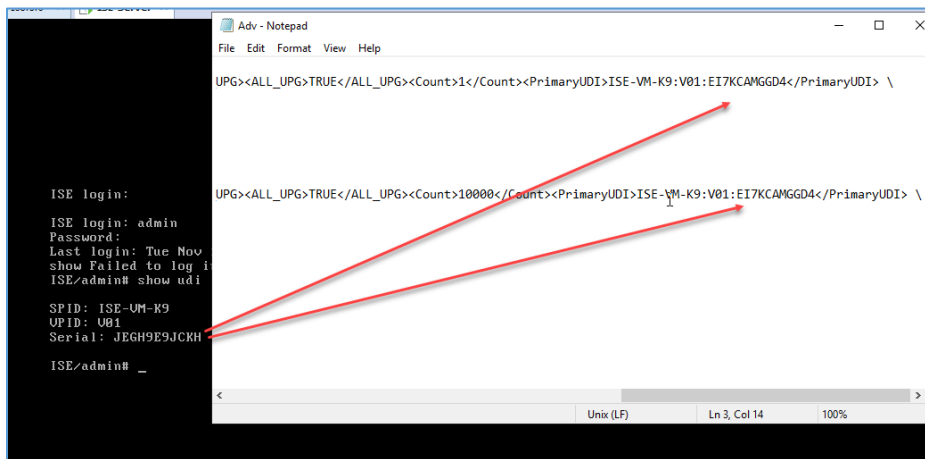 ISE Server
Adv - Notepad
File Edit Format View Help
UPG><ALL_UPG>TRUE</ALL_UPG><Count>1</Count><PrimaryUDI>ISE-VM-K9:V01:EI7KCAMGGD4</PrimaryUDI> \
UPG><ALL_UPG>TRUE</ALL_UPG><Count>10000</Count><PrimaryUDI>ISE-VM-K9:V01:EI7KCAMGGD4</PrimaryUDI> \
ISE login:
ISE login: admin
Password:
Last login: Tue Nov
show Failed to log i
ISE/admin# show udi
SPID: ISE-VM-K9
VPID: V01
Serial: JEGH9E9JCKH
ISE/admin# _
Unix (LF) Ln 3, Col 14 100%